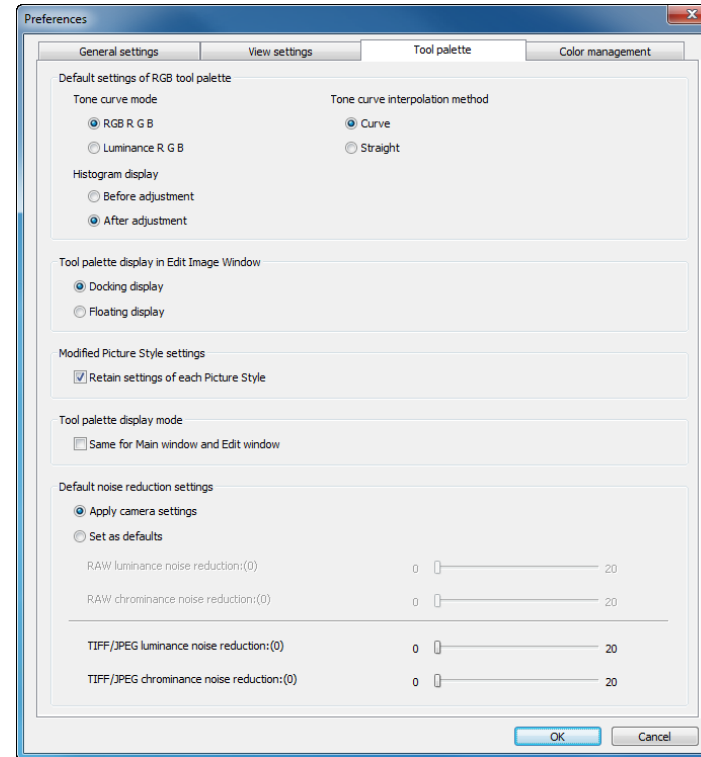 Preferences
General settings View settings Tool palette Color management
Default settings of RGB tool palette
Tone curve mode Tone curve interpolation method
RGB R G B Curve
Luminance R G B Straight
Histogram display
Before adjustment
After adjustment
Tool palette display in Edit Image Window
Docking display
Floating display
Modified Picture Style settings
Retain settings of each Picture Style
Tool palette display mode
Same for Main window and Edit window
Default noise reduction settings
Apply camera settings
Set as defaults
RAW luminance noise reduction:(0) 0 20
RAW chrominance noise reduction:(0) 0 20
TIFF/JPEG luminance noise reduction:(0) 0 20
TIFF/JPEG chrominance noise reduction:(0) 0 20
OK Cancel